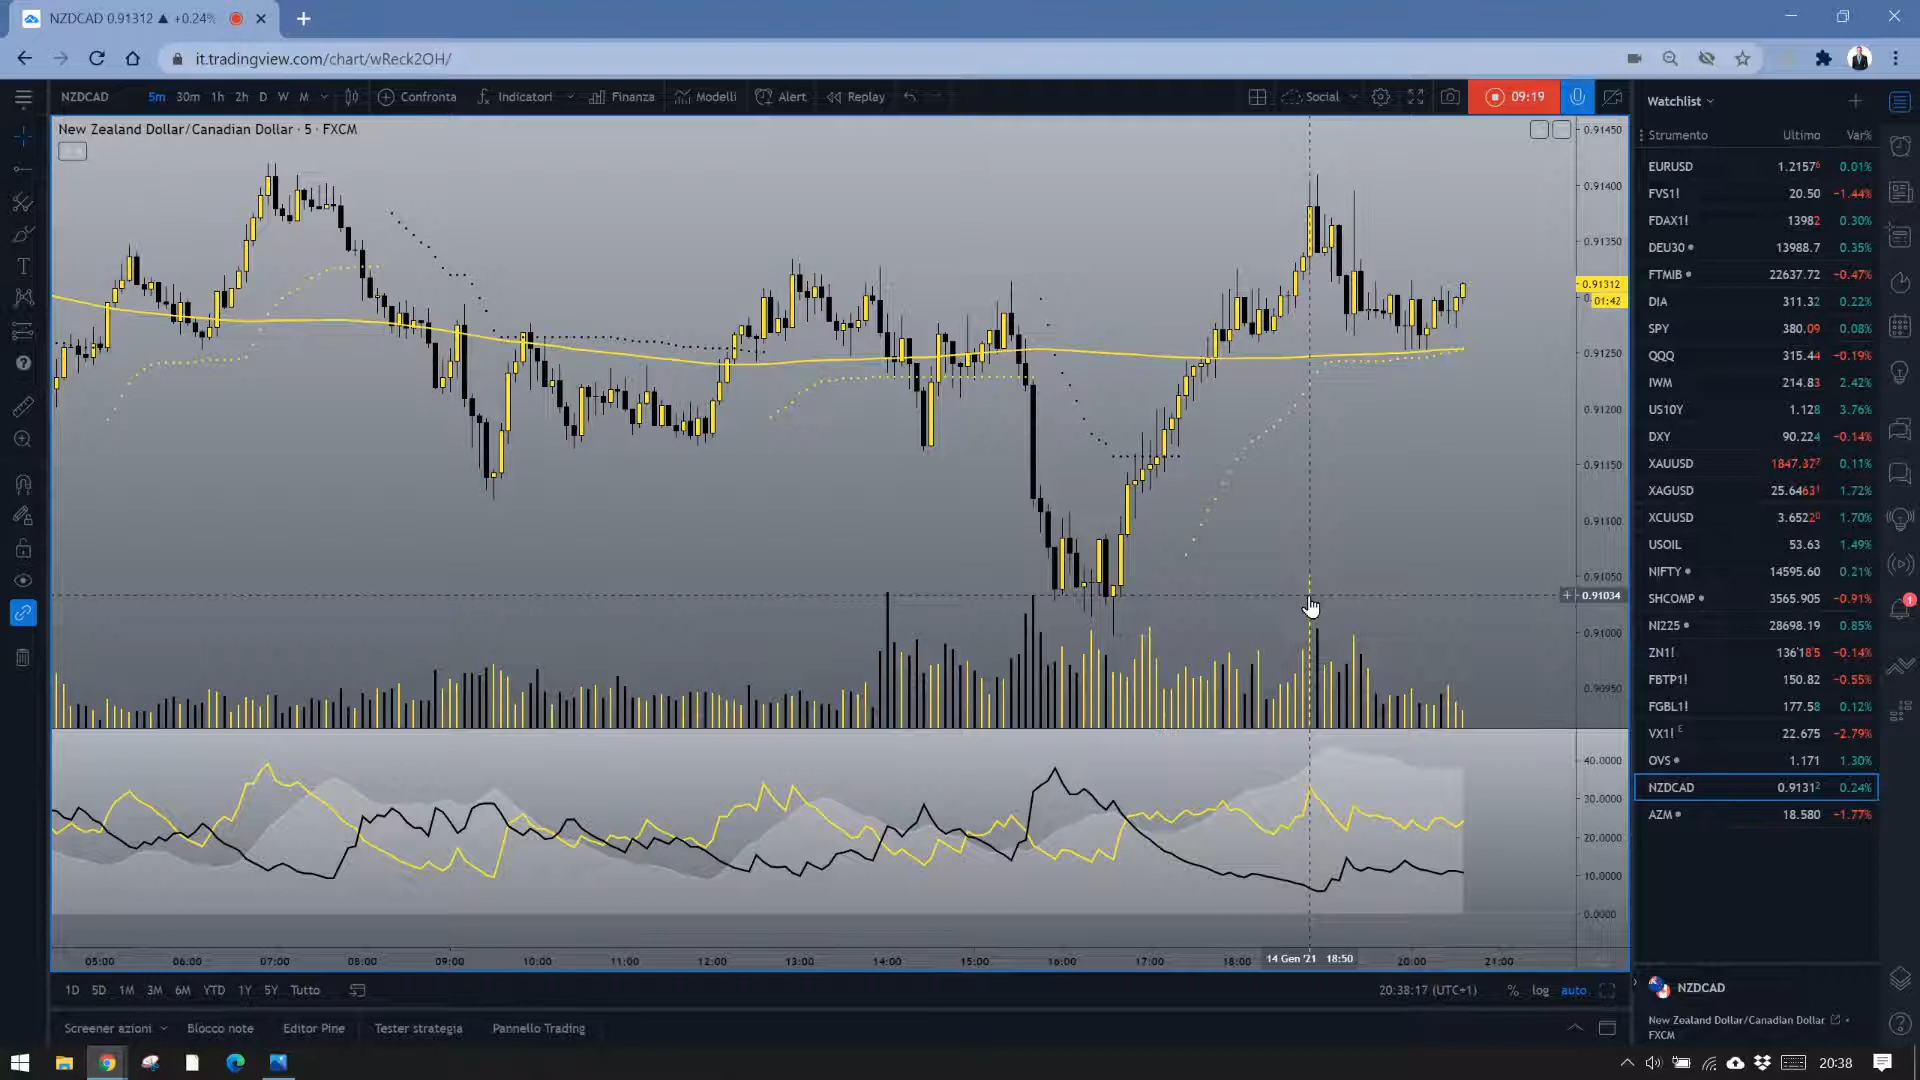 NZDCAD 0.91312 ▲ +0.24%
it.tradingview.com/chart/wReck2OH/
NZDCAD 5m 30m 1h 2h D W M Confronta Indicatori Finanza Modelli Alert Replay Social 09:19
New Zealand Dollar/Canadian Dollar · 5 · FXCM
0.91450
0.91400
0.91350
0.91312
01:42
0.91250
0.91200
0.91150
0.91100
0.91050
0.91034
0.91000
0.90950
40.0000
30.0000
20.0000
10.0000
0.0000
05:00 06:00 07:00 08:00 09:00 10:00 11:00 12:00 13:00 14:00 15:00 16:00 17:00 18:00 14 Gen '21 18:50 20:00 21:00
1D 5D 1M 3M 6M YTD 1Y 5Y Tutto 20:38:17 (UTC+1) % log auto
Screener azioni Blocco note Editor Pine Tester strategia Pannello Trading
Watchlist
Strumento Ultimo Var%
EURUSD 1.21576 0.01%
FVS1! 20.50 −1.44%
FDAX1! 13982 0.30%
DEU30 13988.7 0.35%
FTMIB 22637.72 −0.47%
DIA 311.32 0.22%
SPY 380.09 0.08%
QQQ 315.44 −0.19%
IWM 214.83 2.42%
US10Y 1.128 3.76%
DXY 90.224 −0.14%
XAUUSD 1847.327 0.11%
XAGUSD 25.6463¹ 1.72%
XCUUSD 3.6522⁰ 1.70%
USOIL 53.63 1.49%
NIFTY 14595.60 0.21%
SHCOMP 3565.905 −0.91%
NI225 28698.19 0.85%
ZN1! 136'18'5 −0.14%
FBTP1! 150.82 −0.55%
FGBL1! 177.58 0.12%
VX1! E 22.675 −2.79%
OVS 1.171 1.30%
NZDCAD 0.9131² 0.24%
AZM 18.580 −1.77%
1
NZDCAD
New Zealand Dollar/Canadian Dollar
FXCM
20:38